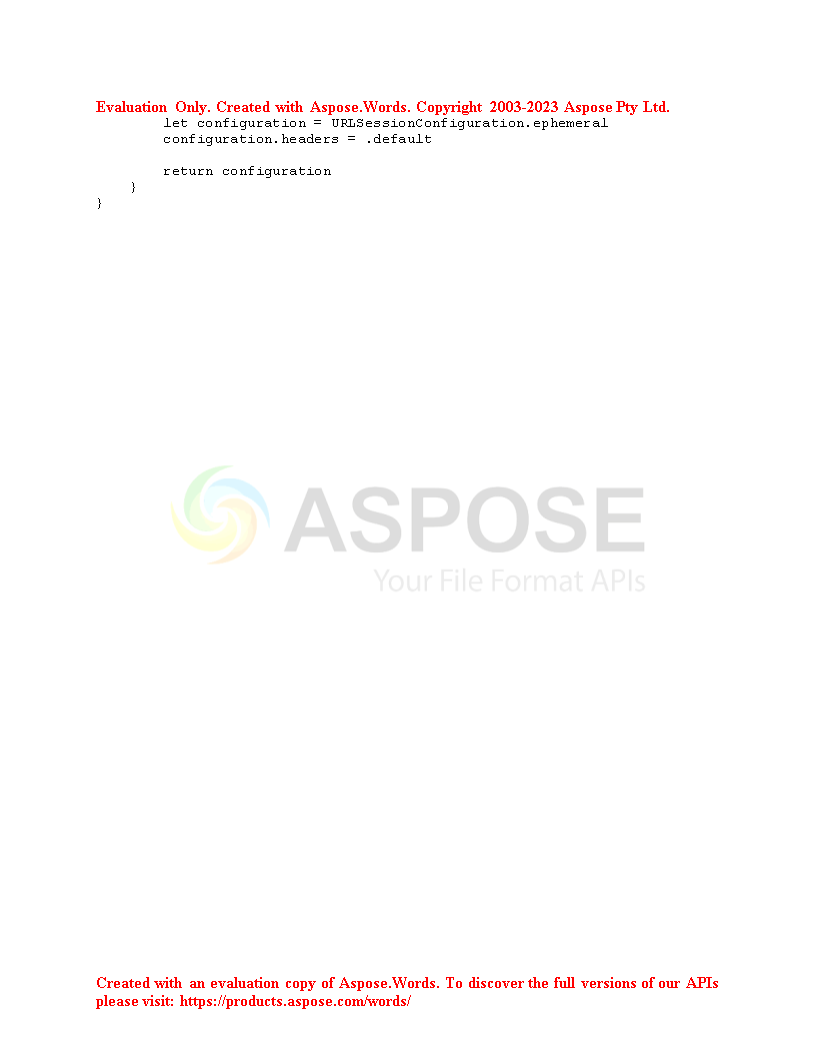 Evaluation Only. Created with Aspose.Words. Copyright 2003-2023 Aspose Pty Ltd.
        let configuration = URLSessionConfiguration.ephemeral
        configuration.headers = .default

        return configuration
    }
}
ASPOSE
Your File Format APIs
Created with an evaluation copy of Aspose.Words. To discover the full versions of our APIs
please visit: https://products.aspose.com/words/